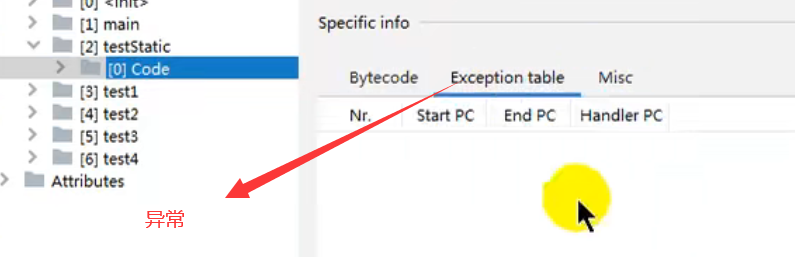 [0] <init>
[1] main
[2] testStatic
[0] Code
[3] test1
[4] test2
[5] test3
[6] test4
Attributes
Specific info
Bytecode Exception table Misc
Nr. Start PC End PC Handler PC
异常